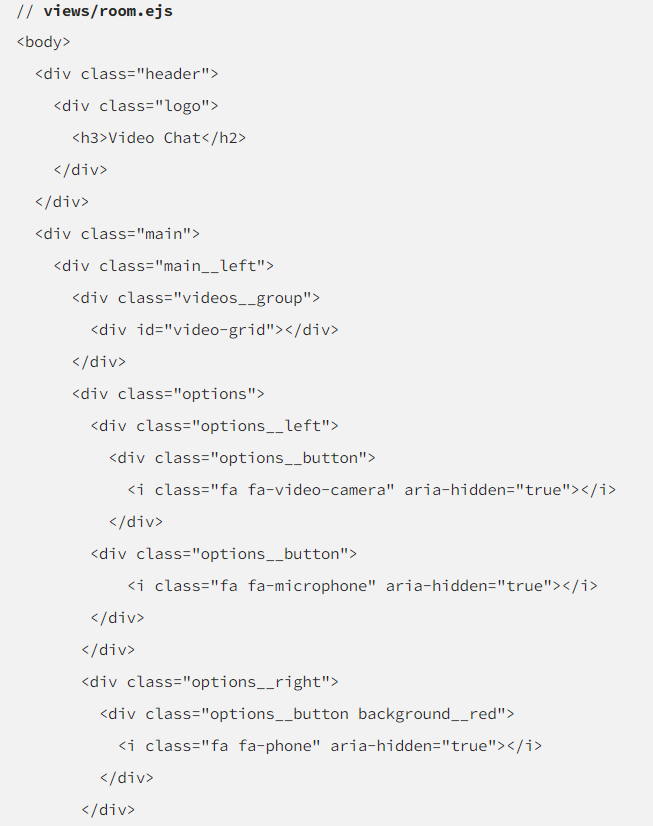 // views/room.ejs
<body>
  <div class="header">
    <div class="logo">
      <h3>Video Chat</h2>
    </div>
  </div>
  <div class="main">
    <div class="main__left">
      <div class="videos__group">
        <div id="video-grid"></div>
      </div>
      <div class="options">
        <div class="options__left">
          <div class="options__button">
            <i class="fa fa-video-camera" aria-hidden="true"></i>
          </div>
        <div class="options__button">
            <i class="fa fa-microphone" aria-hidden="true"></i>
        </div>
       </div>
       <div class="options__right">
         <div class="options__button background__red">
           <i class="fa fa-phone" aria-hidden="true"></i>
         </div>
       </div>